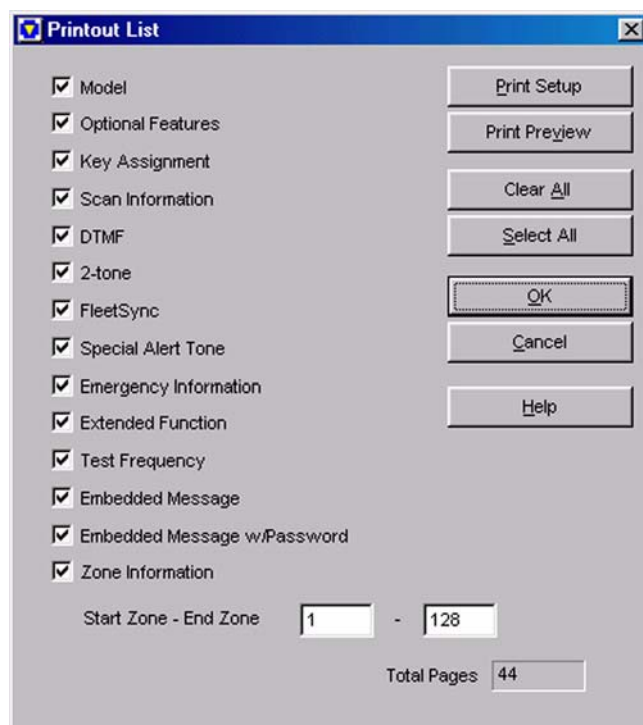 Printout List
Model
Optional Features
Key Assignment
Scan Information
DTMF
2-tone
FleetSync
Special Alert Tone
Emergency Information
Extended Function
Test Frequency
Embedded Message
Embedded Message w/Password
Zone Information
Start Zone - End Zone 1 - 128
Total Pages 44
Print Setup
Print Preview
Clear All
Select All
OK
Cancel
Help